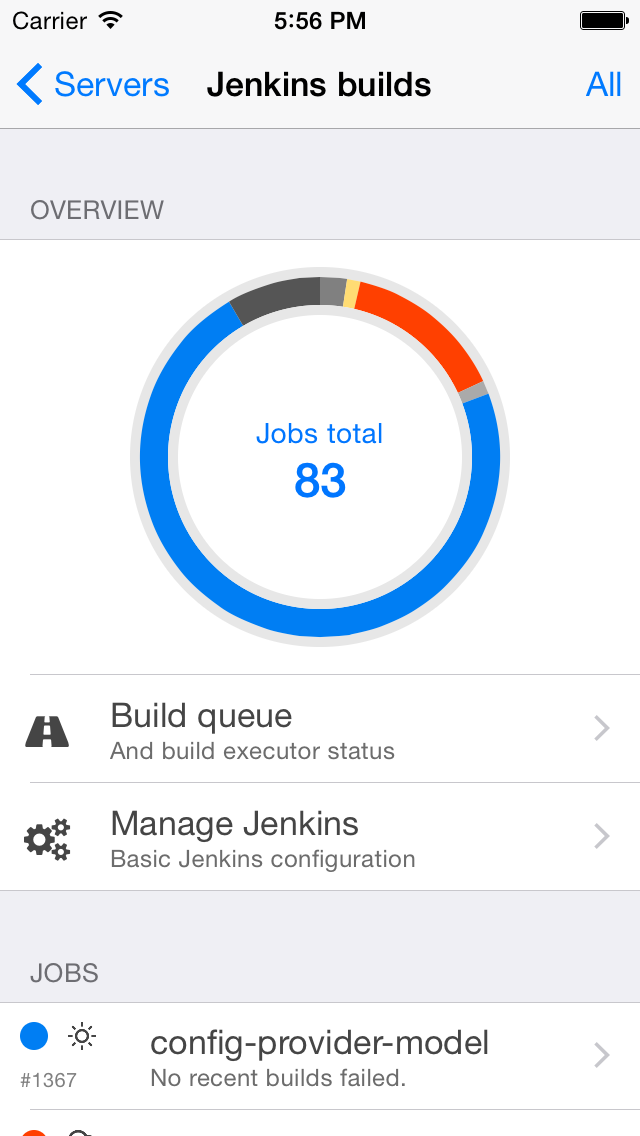 Carrier 5:56 PM
Servers Jenkins builds All
OVERVIEW
Jobs total
83
Build queue
And build executor status
Manage Jenkins
Basic Jenkins configuration
JOBS
config-provider-model
#1367 No recent builds failed.